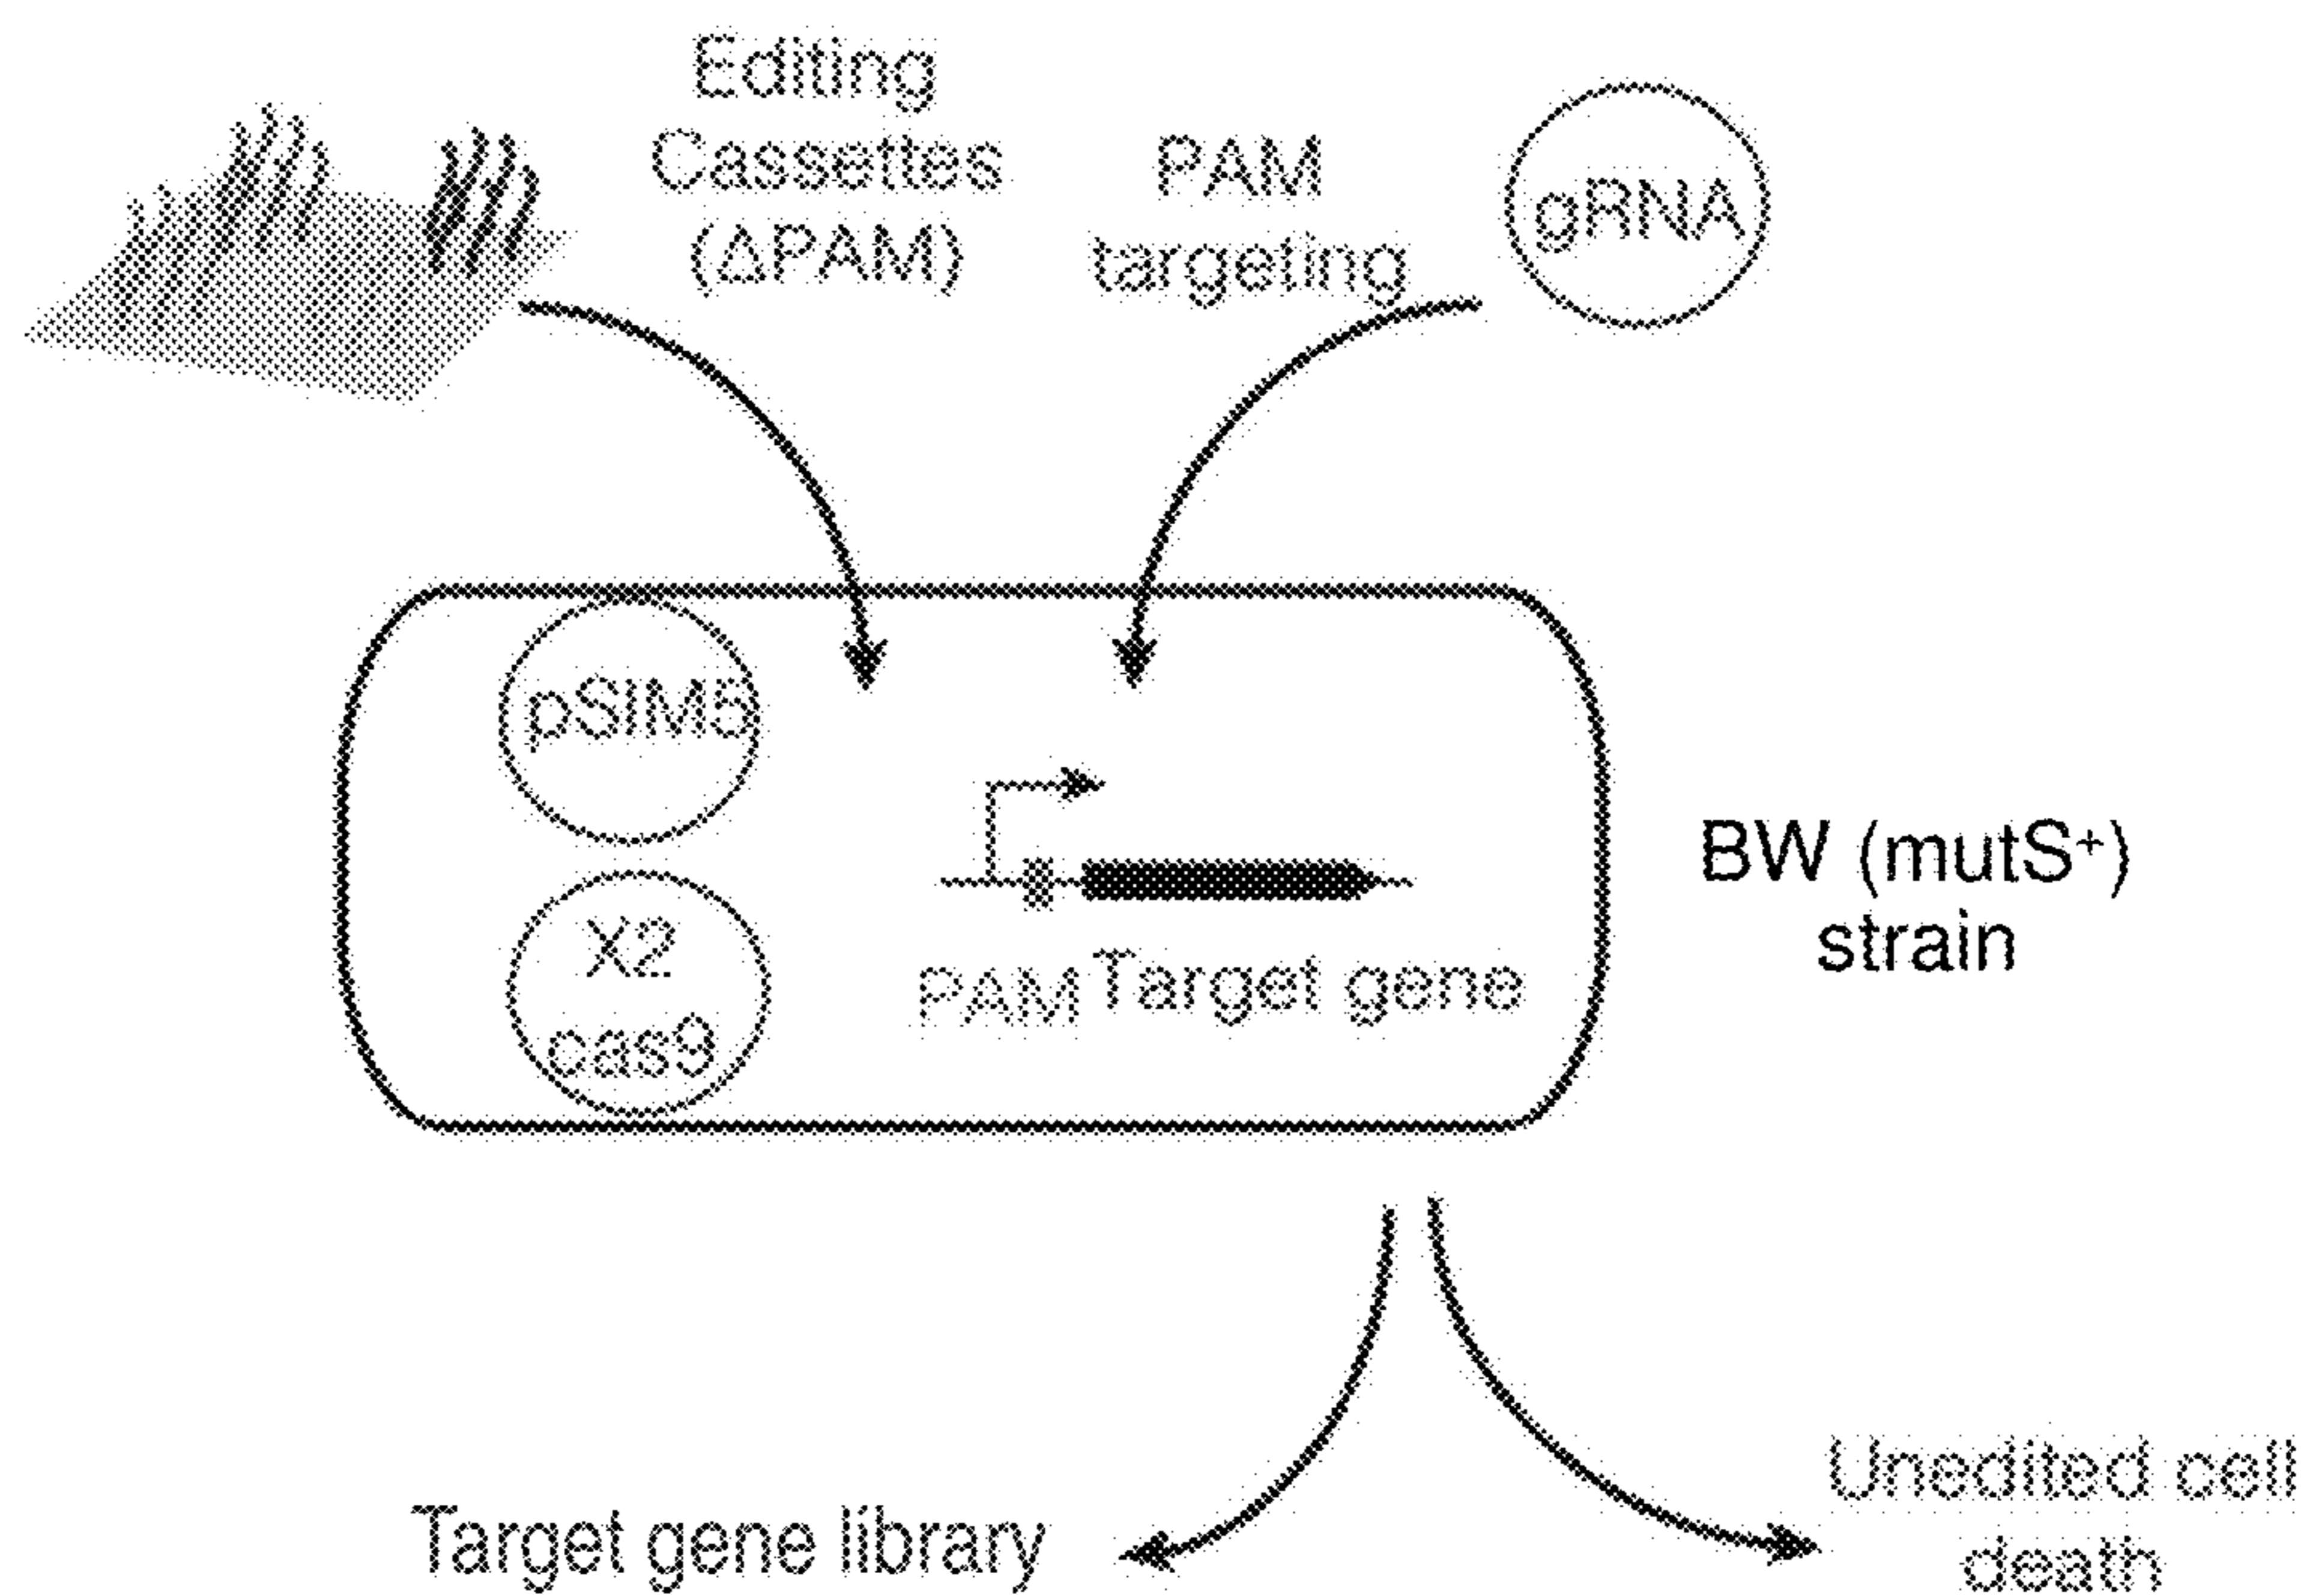 Editing
Cassettes
(ΔPAM)
PAM
targeting
gRNA
pSIM5
X2
cas9
PAM
Target gene
BW (mutS⁺)
strain
Target gene library
Unedited cell
death